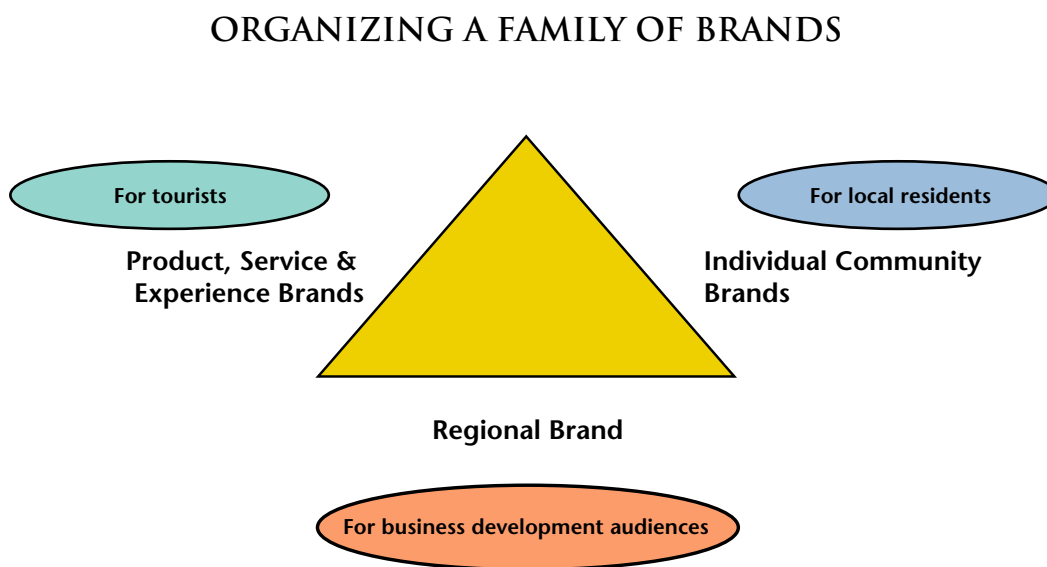 ORGANIZING A FAMILY OF BRANDS
For tourists
For local residents
Product, Service &
Experience Brands
Individual Community
Brands
Regional Brand
For business development audiences